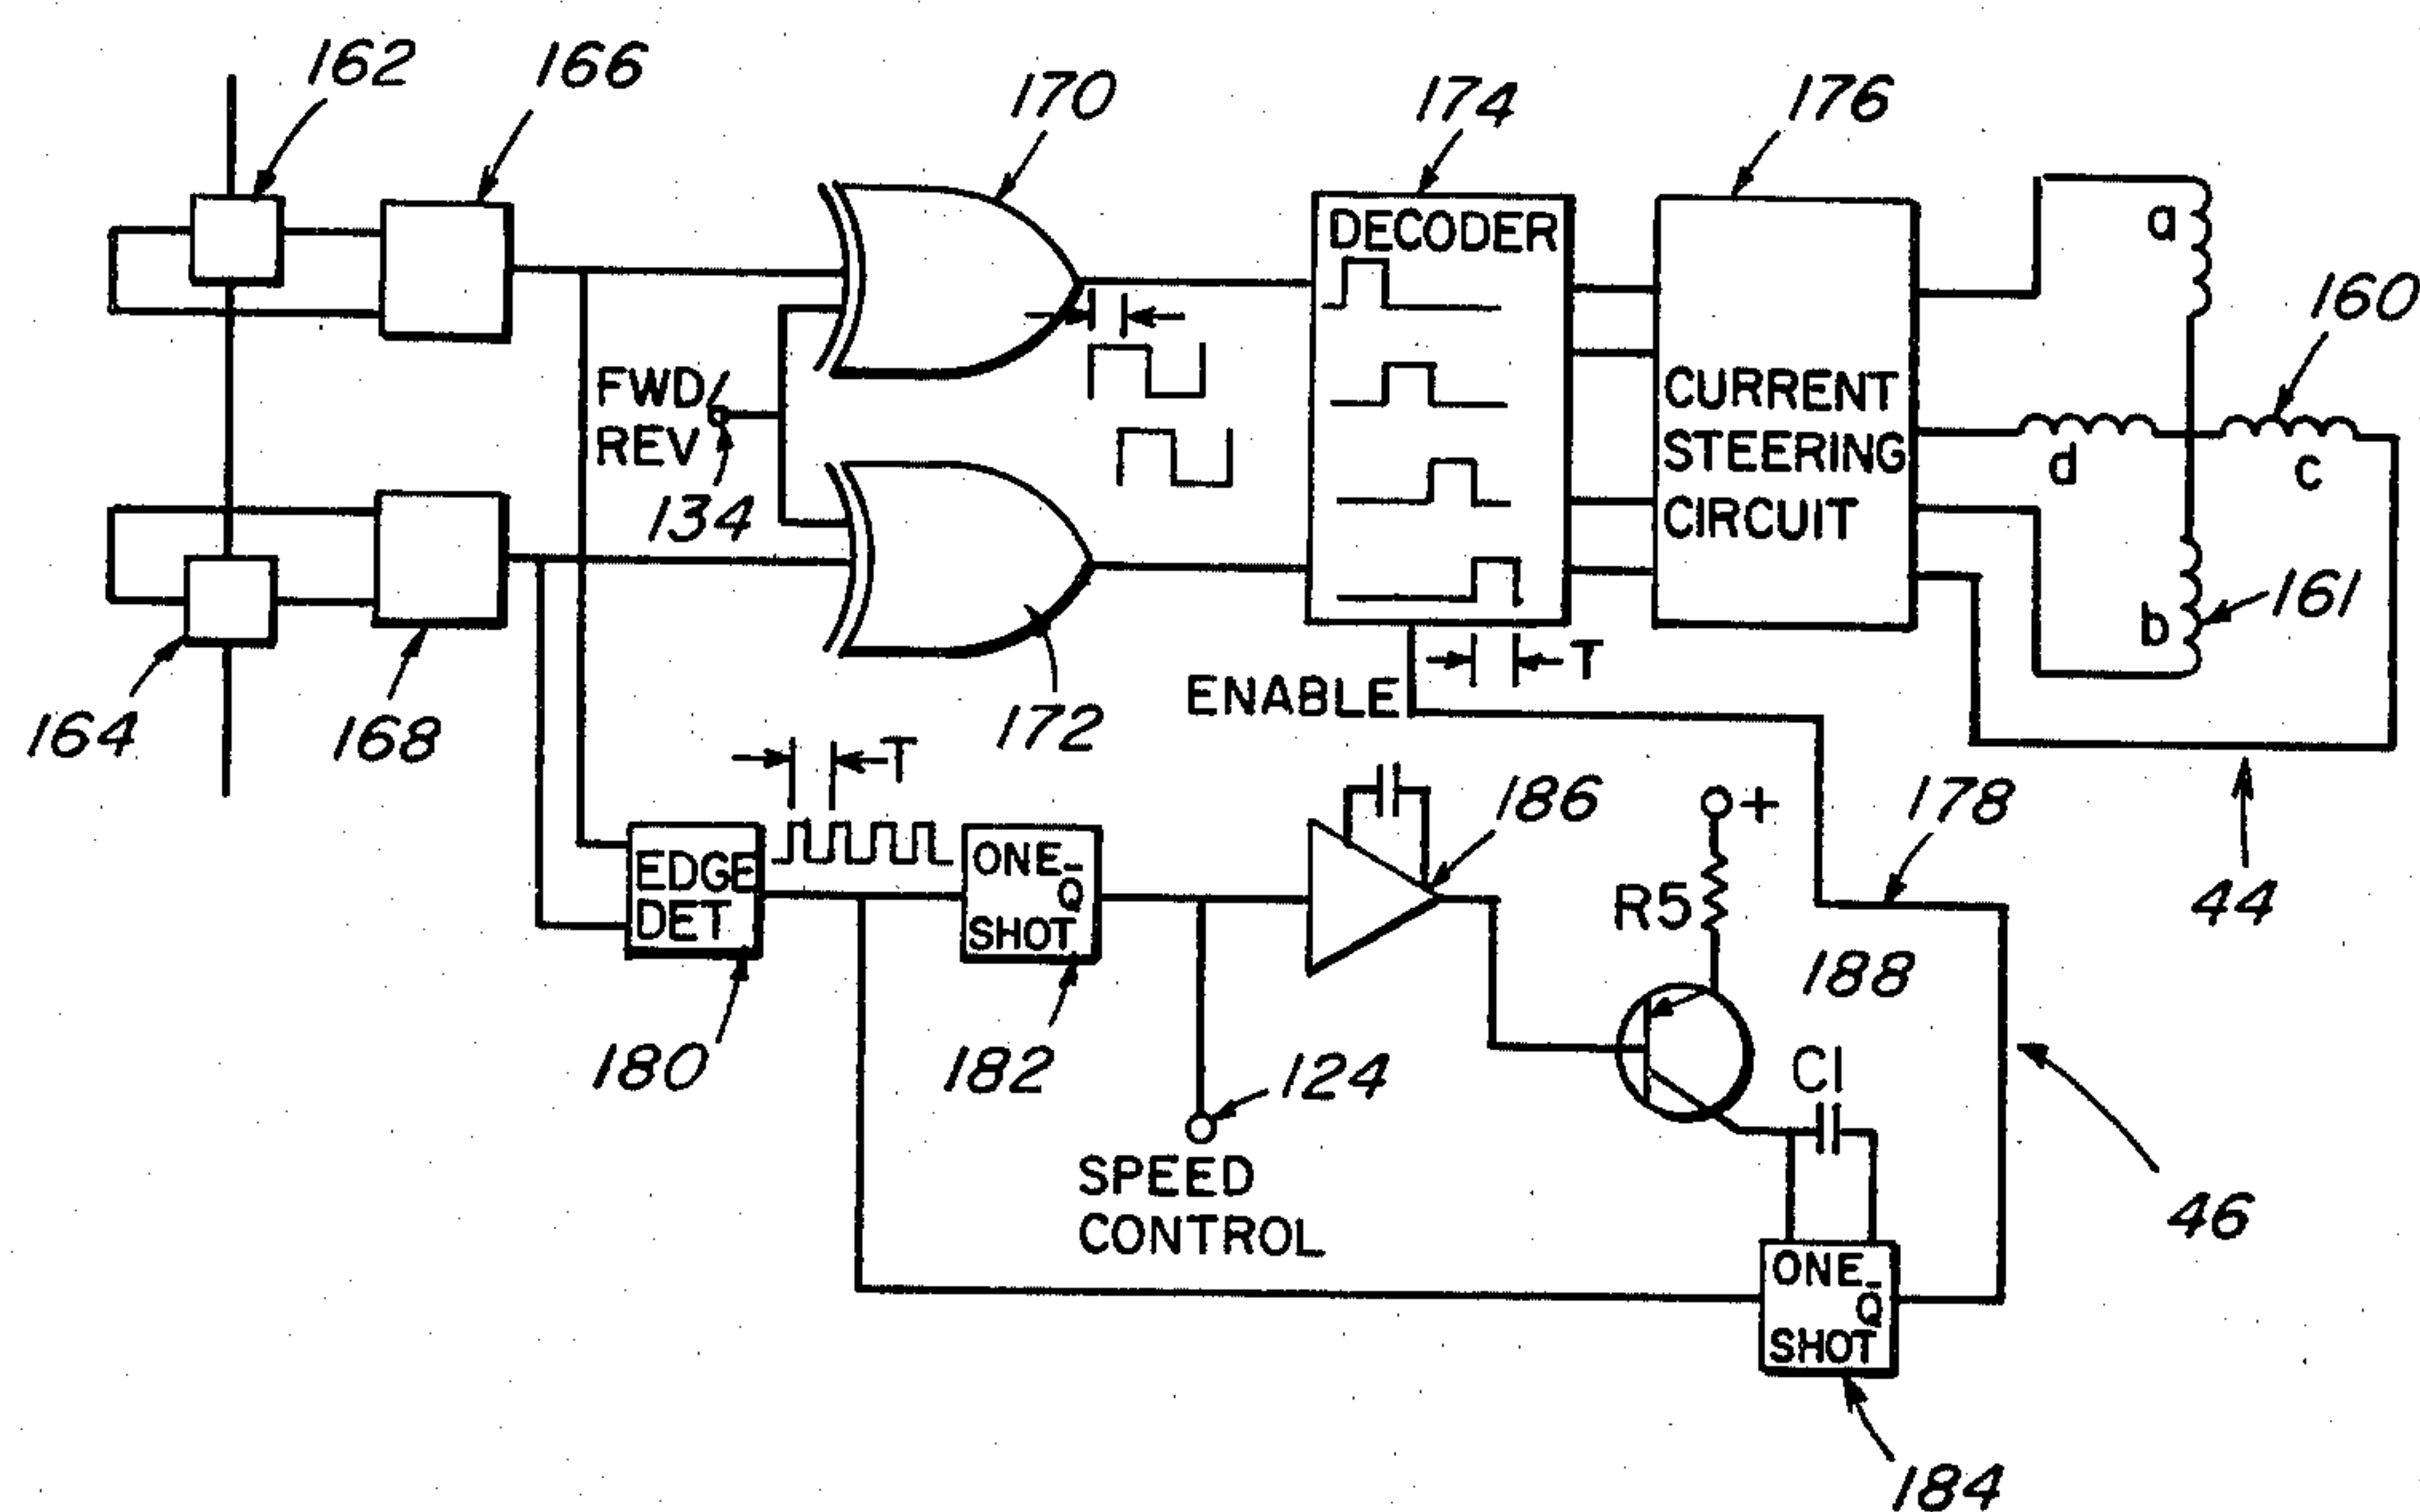 162
166
170
174
176
DECODER
a
160
FWD/
REV
134
CURRENT
STEERING
CIRCUIT
d
c
b
161
164
168
172
ENABLE
T
T
186
+
178
44
EDGE
DET
ONE
Q̄
SHOT
R5
188
180
182
124
C1
SPEED
CONTROL
46
ONE
Q̄
SHOT
184